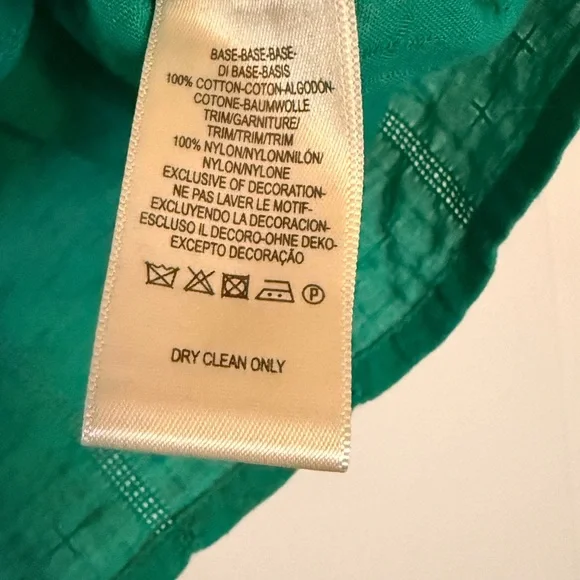 BASE-BASE-BASE-
DI BASE-BASIS
100% COTTON-COTON-ALGODÓN-
COTONE-BAUMWOLLE
TRIM/GARNITURE/
TRIM/TRIM/TRIM
100% NYLON/NYLON/NILÓN/
NYLON/NYLONE
EXCLUSIVE OF DECORATION-
NE PAS LAVER LE MOTIF-
EXCLUYENDO LA DECORACION-
ESCLUSO IL DECORO-OHNE DEKO-
EXCEPTO DECORAÇÃO
P
DRY CLEAN ONLY